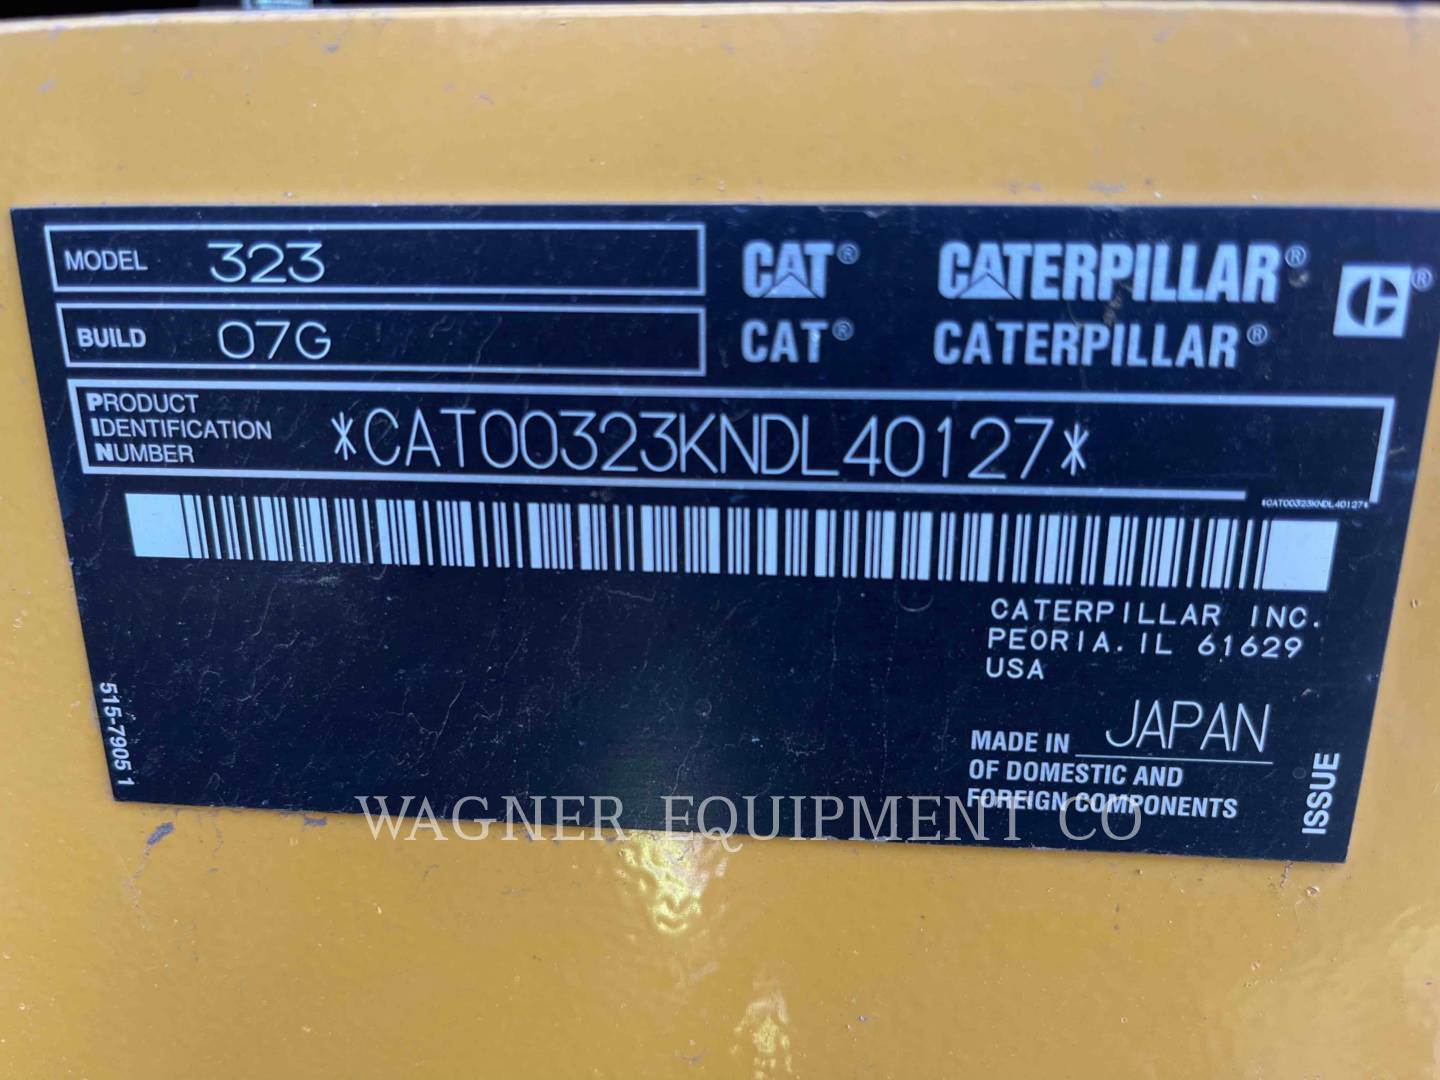 MODEL 323
CAT® CATERPILLAR® ®
BUILD 07G
CAT® CATERPILLAR®
PRODUCT
IDENTIFICATION
NUMBER
*CAT00323KNDL40127*
*CAT00323KNDL40127*
CATERPILLAR INC.
PEORIA. IL 61629
USA
MADE IN JAPAN
OF DOMESTIC AND
FOREIGN COMPONENTS
515-7905 1
ISSUE
WAGNER EQUIPMENT CO